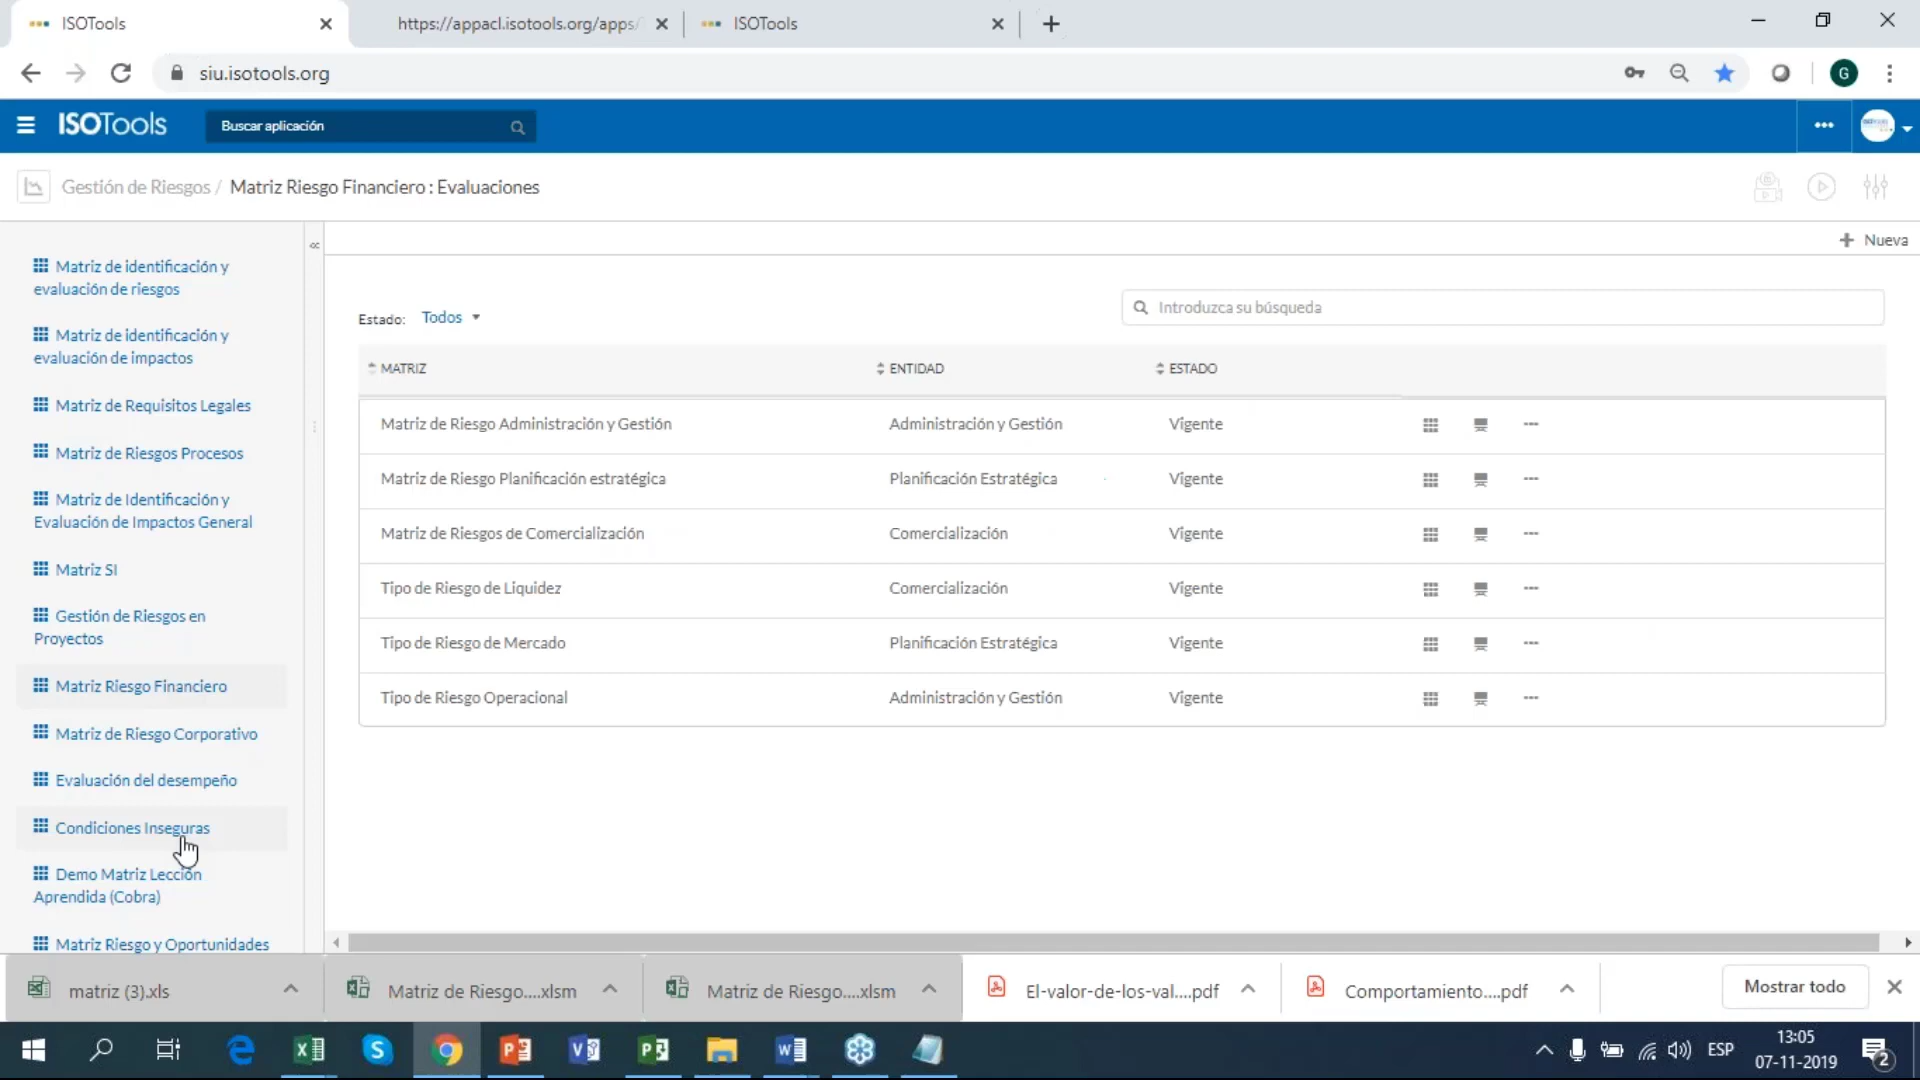 ISOTools
https://appacl.isotools.org/apps/
ISOTools
siu.isotools.org
G
ISOTools
Buscar aplicación
Gestión de Riesgos / Matriz Riesgo Financiero : Evaluaciones
Nueva
Matriz de identificación y
evaluación de riesgos
Matriz de identificación y
evaluación de impactos
Matriz de Requisitos Legales
Matriz de Riesgos Procesos
Matriz de Identificación y
Evaluación de Impactos General
Matriz SI
Gestión de Riesgos en
Proyectos
Matriz Riesgo Financiero
Matriz de Riesgo Corporativo
Evaluación del desempeño
Condiciones Inseguras
Demo Matriz Lección
Aprendida (Cobra)
Matriz Riesgo y Oportunidades
Estado: Todos
Introduzca su búsqueda
MATRIZ ENTIDAD ESTADO
Matriz de Riesgo Administración y Gestión Administración y Gestión Vigente
Matriz de Riesgo Planificación estratégica Planificación Estratégica Vigente
Matriz de Riesgos de Comercialización Comercialización Vigente
Tipo de Riesgo de Liquidez Comercialización Vigente
Tipo de Riesgo de Mercado Planificación Estratégica Vigente
Tipo de Riesgo Operacional Administración y Gestión Vigente
matriz (3).xls
Matriz de Riesgo....xlsm
Matriz de Riesgo....xlsm
El-valor-de-los-val....pdf
Comportamiento....pdf
Mostrar todo
ESP
13:05
07-11-2019
2